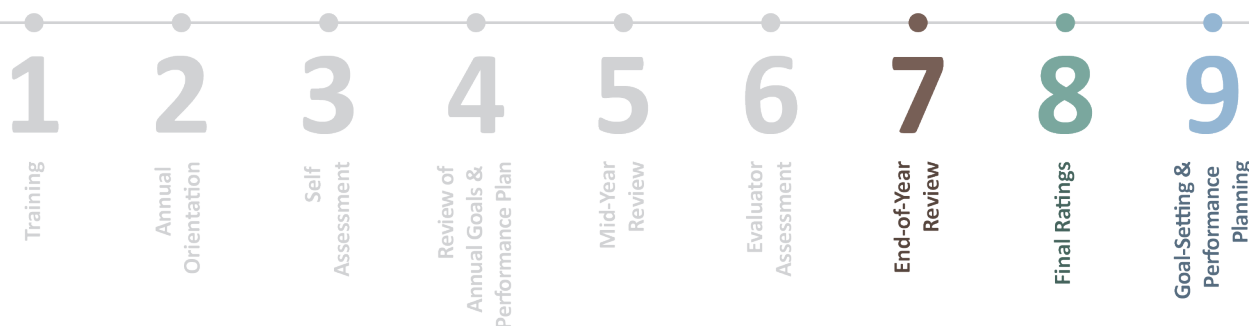 1
Training
2
Annual
Orientation
3
Self
Assessment
4
Review of
Annual Goals &
Performance Plan
5
Mid-Year
Review
6
Evaluator
Assessment
7
End-of-Year
Review
8
Final Ratings
9
Goal-Setting &
Performance
Planning